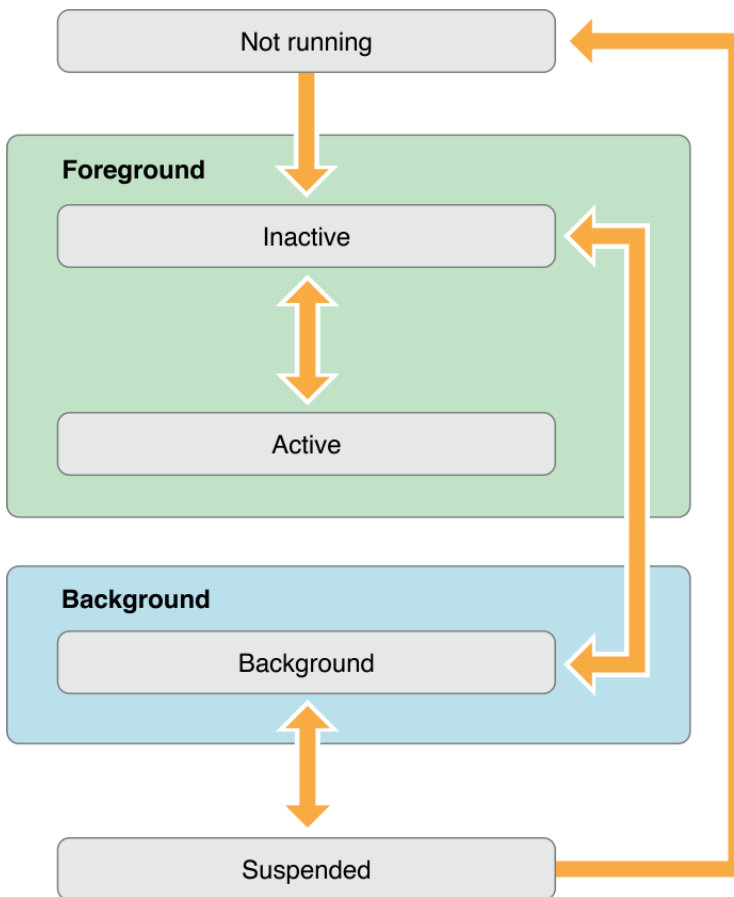 Not running
Foreground
Inactive
Active
Background
Background
Suspended